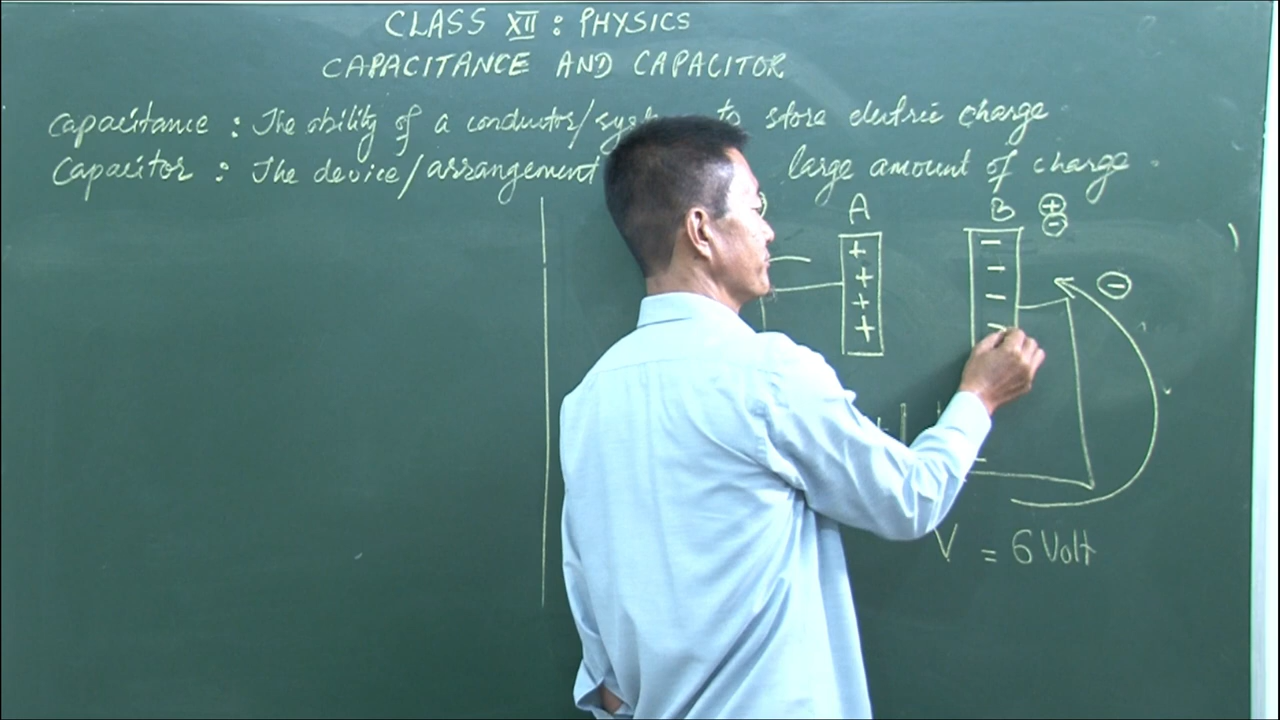 CLASS XII : PHYSICS
CAPACITANCE AND CAPACITOR
Capacitance : The ability of a conductor/ to store electric charge
Capacitor : The device/arrangement large amount of charge .
A B + -
+ -
+ -
+ -
+ -
-
V = 6 Volt